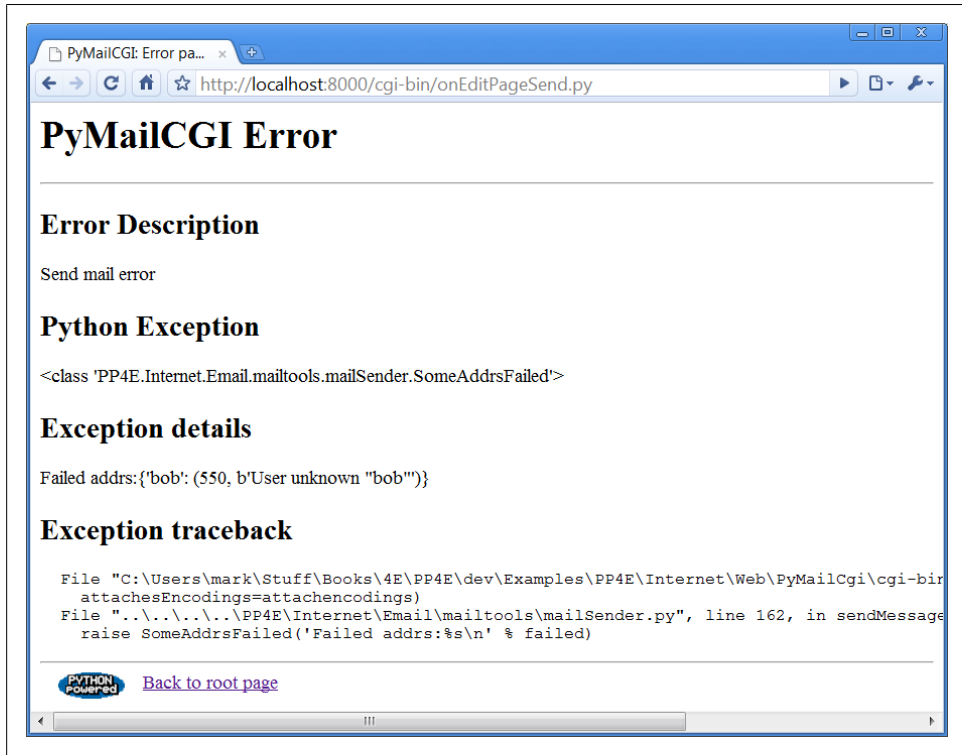 PyMailCGI: Error pa...
http://localhost:8000/cgi-bin/onEditPageSend.py
PyMailCGI Error
Error Description
Send mail error
Python Exception
<class 'PP4E.Internet.Email.mailtools.mailSender.SomeAddrsFailed'>
Exception details
Failed addrs:{'bob': (550, b'User unknown "bob"')}
Exception traceback
File "C:\Users\mark\Stuff\Books\4E\PP4E\dev\Examples\PP4E\Internet\Web\PyMailCgi\cgi-bin
attachesEncodings=attachencodings)
File "..\..\..\..\PP4E\Internet\Email\mailtools\mailSender.py", line 162, in sendMessage
raise SomeAddrsFailed('Failed addrs:%s\n' % failed)
PYTHON
Powered
Back to root page